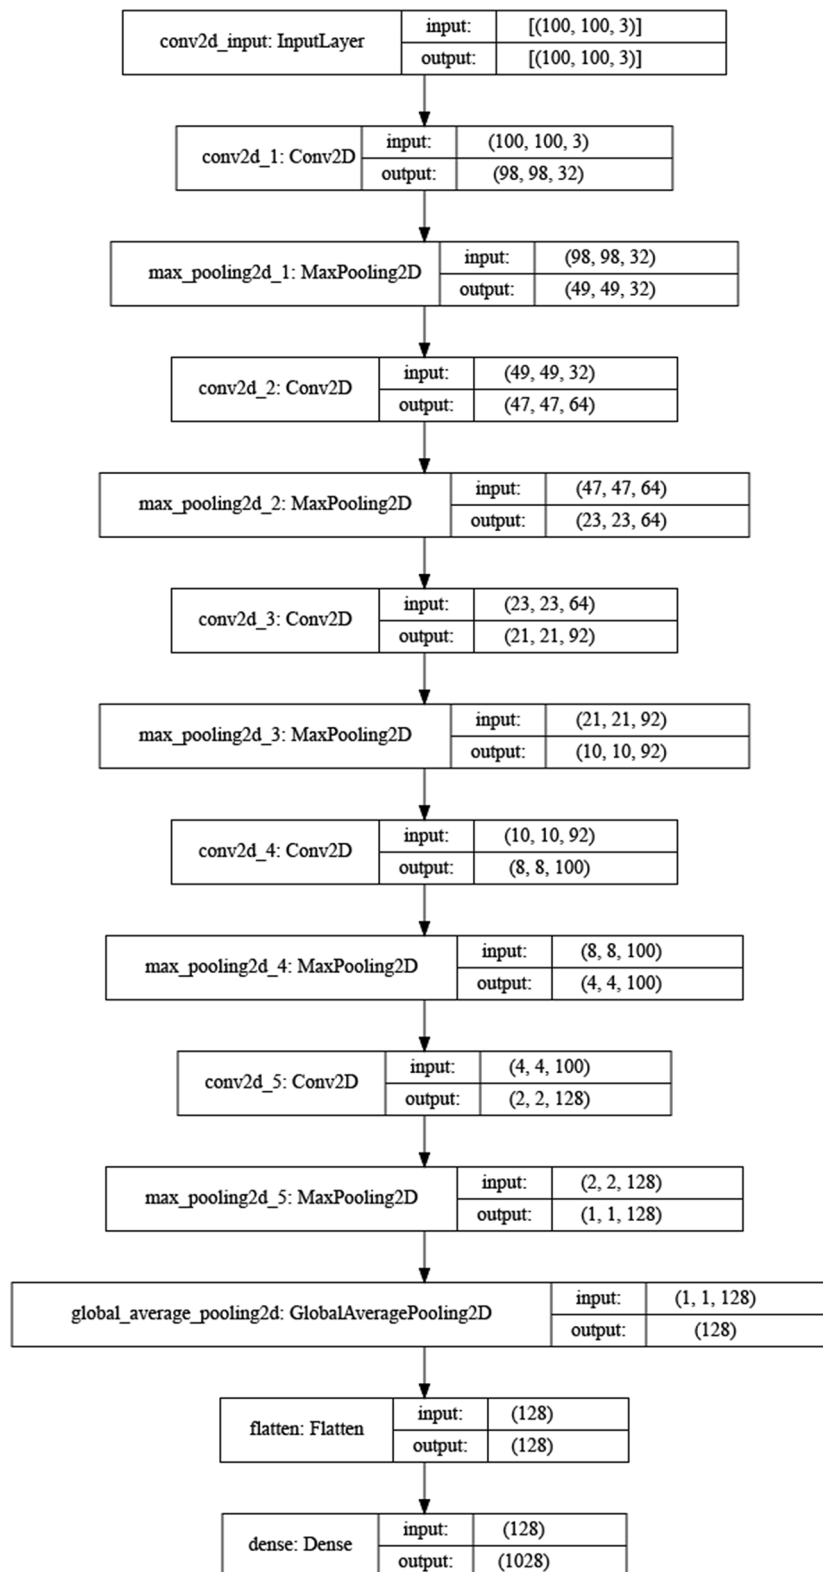 conv2d_input: InputLayer
input: [(100, 100, 3)]
output: [(100, 100, 3)]
conv2d_1: Conv2D
input: (100, 100, 3)
output: (98, 98, 32)
max_pooling2d_1: MaxPooling2D
input: (98, 98, 32)
output: (49, 49, 32)
conv2d_2: Conv2D
input: (49, 49, 32)
output: (47, 47, 64)
max_pooling2d_2: MaxPooling2D
input: (47, 47, 64)
output: (23, 23, 64)
conv2d_3: Conv2D
input: (23, 23, 64)
output: (21, 21, 92)
max_pooling2d_3: MaxPooling2D
input: (21, 21, 92)
output: (10, 10, 92)
conv2d_4: Conv2D
input: (10, 10, 92)
output: (8, 8, 100)
max_pooling2d_4: MaxPooling2D
input: (8, 8, 100)
output: (4, 4, 100)
conv2d_5: Conv2D
input: (4, 4, 100)
output: (2, 2, 128)
max_pooling2d_5: MaxPooling2D
input: (2, 2, 128)
output: (1, 1, 128)
global_average_pooling2d: GlobalAveragePooling2D
input: (1, 1, 128)
output: (128)
flatten: Flatten
input: (128)
output: (128)
dense: Dense
input: (128)
output: (1028)